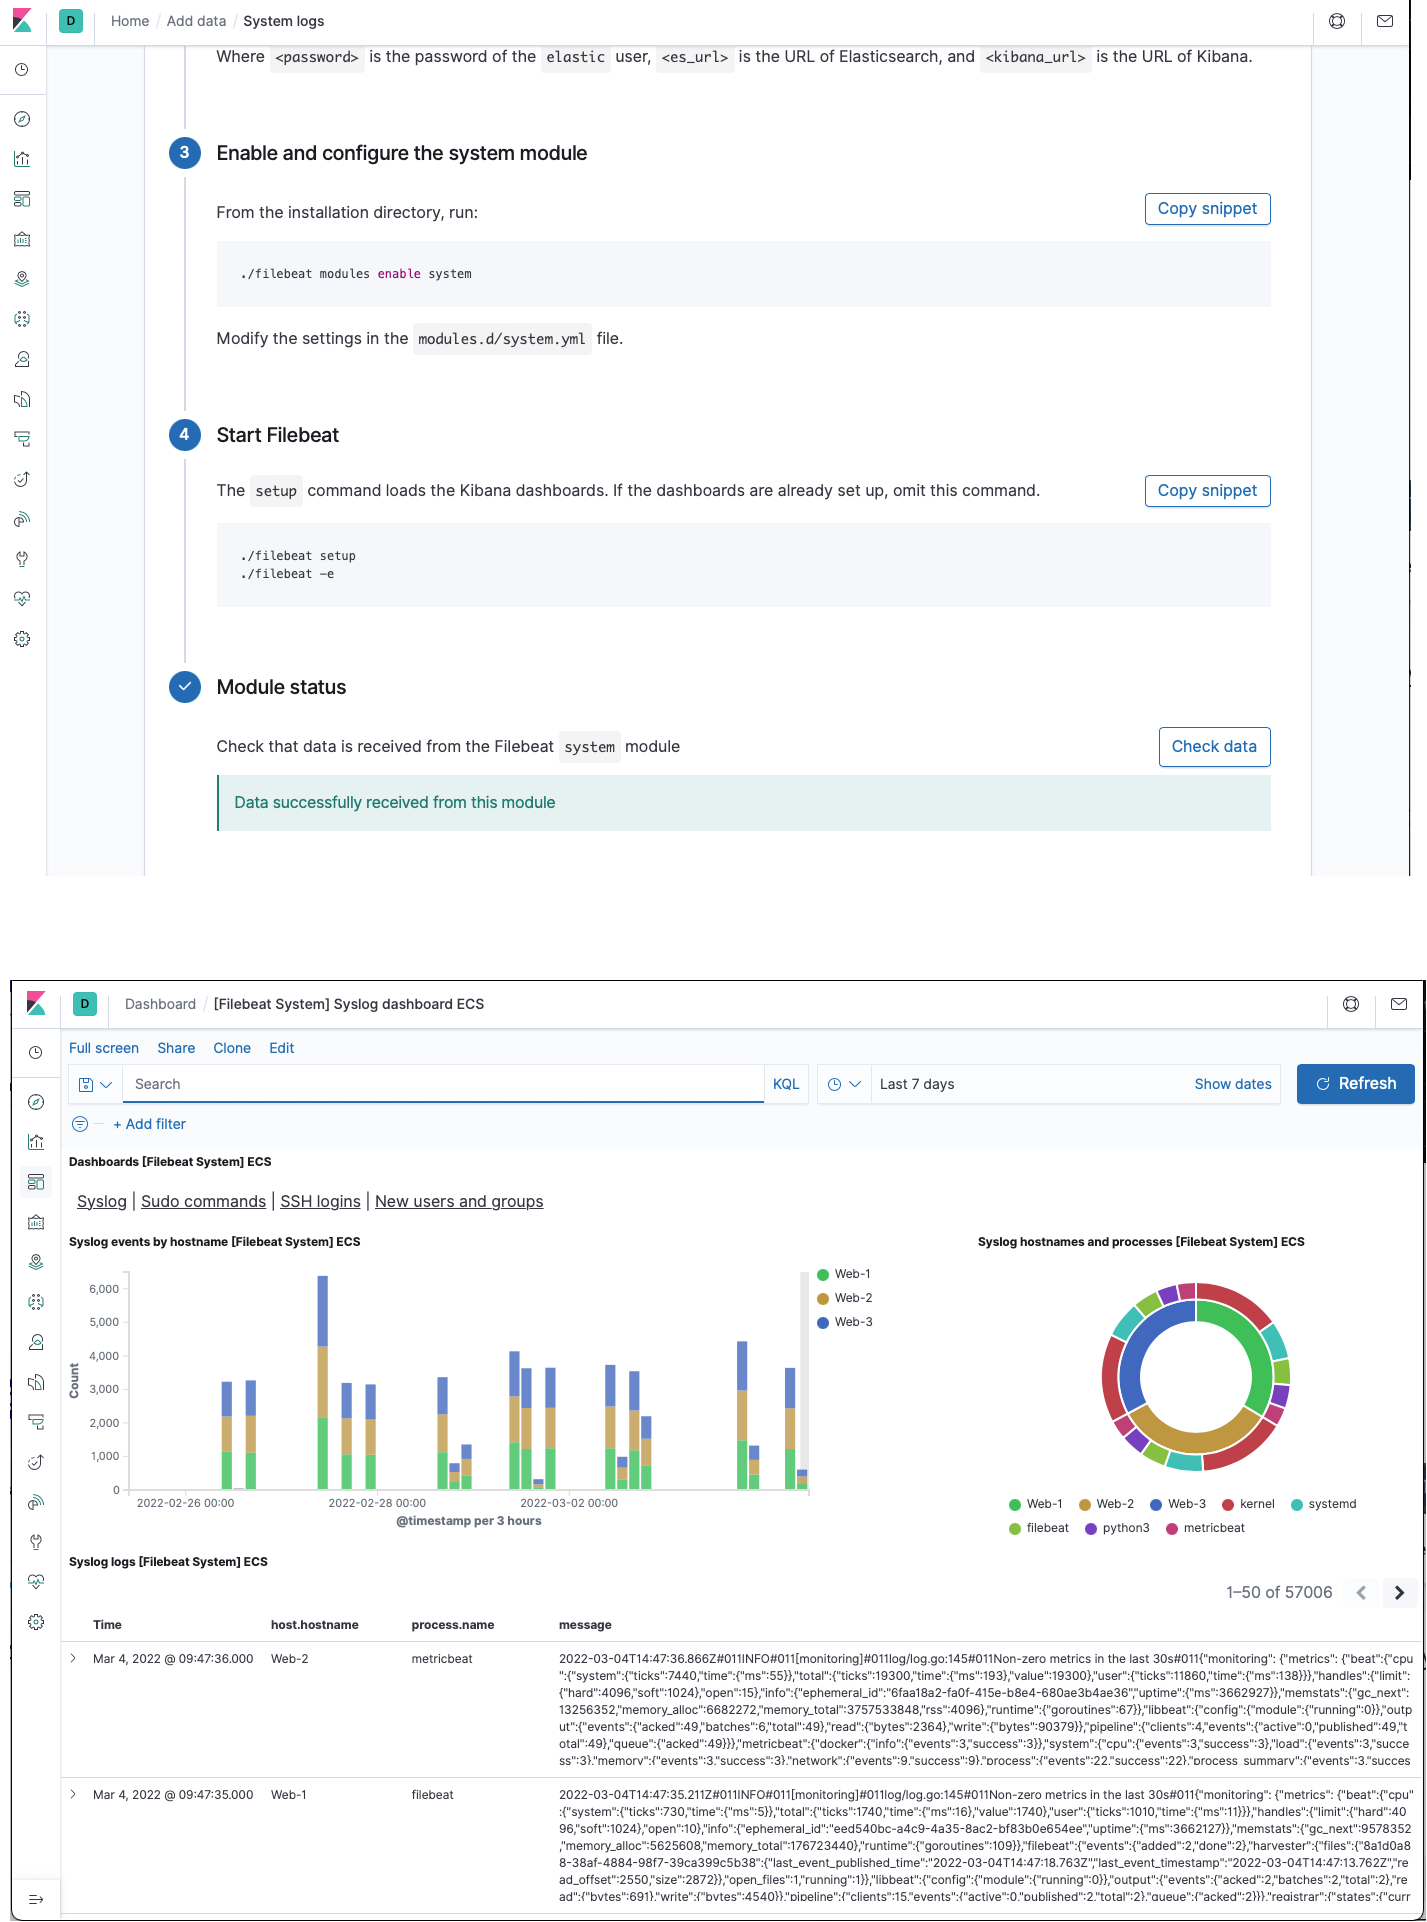 D Home / Add data / System logs
Where <password> is the password of the elastic user, <es_url> is the URL of Elasticsearch, and <kibana_url> is the URL of Kibana.
3 Enable and configure the system module
From the installation directory, run:
Copy snippet
./filebeat modules enable system
Modify the settings in the modules.d/system.yml file.
4 Start Filebeat
The setup command loads the Kibana dashboards. If the dashboards are already set up, omit this command.
Copy snippet
./filebeat setup
./filebeat -e
Module status
Check that data is received from the Filebeat system module
Check data
Data successfully received from this module
D Dashboard / [Filebeat System] Syslog dashboard ECS
Full screen Share Clone Edit
Search KQL Last 7 days Show dates Refresh
+ Add filter
Dashboards [Filebeat System] ECS
Syslog | Sudo commands | SSH logins | New users and groups
Syslog events by hostname [Filebeat System] ECS
6,000
5,000
4,000
3,000
2,000
1,000
0
Count
2022-02-26 00:00 2022-02-28 00:00 2022-03-02 00:00
@timestamp per 3 hours
Web-1
Web-2
Web-3
Syslog hostnames and processes [Filebeat System] ECS
Web-1 Web-2 Web-3 kernel systemd
filebeat python3 metricbeat
Syslog logs [Filebeat System] ECS
1–50 of 57006
Time host.hostname process.name message
Mar 4, 2022 @ 09:47:36.000 Web-2 metricbeat 2022-03-04T14:47:36.866Z#011INFO#011[monitoring]#011log/log.go:145#011Non-zero metrics in the last 30s#011{"monitoring": {"metrics": {"beat":{"cpu
":{"system":{"ticks":7440,"time":{"ms":55}},"total":{"ticks":19300,"time":{"ms":193},"value":19300},"user":{"ticks":11860,"time":{"ms":138}}},"handles":{"limit":
{"hard":4096,"soft":1024},"open":15},"info":{"ephemeral_id":"6faa18a2-fa0f-415e-b8e4-680ae3b4ae36","uptime":{"ms":3662927}},"memstats":{"gc_next":
13256352,"memory_alloc":6682272,"memory_total":3757533848,"rss":4096},"runtime":{"goroutines":67}},"libbeat":{"config":{"module":{"running":0}},"outp
ut":{"events":{"acked":49,"batches":6,"total":49},"read":{"bytes":2364},"write":{"bytes":90379}},"pipeline":{"clients":4,"events":{"active":0,"published":49,"t
otal":49},"queue":{"acked":49}}},"metricbeat":{"docker":{"info":{"events":3,"success":3}},"system":{"cpu":{"events":3,"success":3},"load":{"events":3,"succe
ss":3},"memory":{"events":3,"success":3},"network":{"events":9,"success":9},"process":{"events":22,"success":22},"process_summary":{"events":3,"succes
Mar 4, 2022 @ 09:47:35.000 Web-1 filebeat 2022-03-04T14:47:35.211Z#011INFO#011[monitoring]#011log/log.go:145#011Non-zero metrics in the last 30s#011{"monitoring": {"metrics": {"beat":{"cpu
":{"system":{"ticks":730,"time":{"ms":5}},"total":{"ticks":1740,"time":{"ms":16},"value":1740},"user":{"ticks":1010,"time":{"ms":11}}},"handles":{"limit":{"hard":40
96,"soft":1024},"open":10},"info":{"ephemeral_id":"eed540bc-a4c9-4a35-8ac2-bf83b0e654ee","uptime":{"ms":3662127}},"memstats":{"gc_next":9578352
,"memory_alloc":5625608,"memory_total":176723440},"runtime":{"goroutines":109}},"filebeat":{"events":{"added":2,"done":2},"harvester":{"files":{"8a1d0a8
8-38af-4884-98f7-39ca399c5b38":{"last_event_published_time":"2022-03-04T14:47:18.763Z","last_event_timestamp":"2022-03-04T14:47:13.762Z","re
ad_offset":2550,"size":2872}},"open_files":1,"running":1}},"libbeat":{"config":{"module":{"running":0}},"output":{"events":{"acked":2,"batches":2,"total":2},"re
ad":{"bytes":691},"write":{"bytes":4540}},"pipeline":{"clients":15,"events":{"active":0,"published":2,"total":2},"queue":{"acked":2}}},"registrar":{"states":{"curr